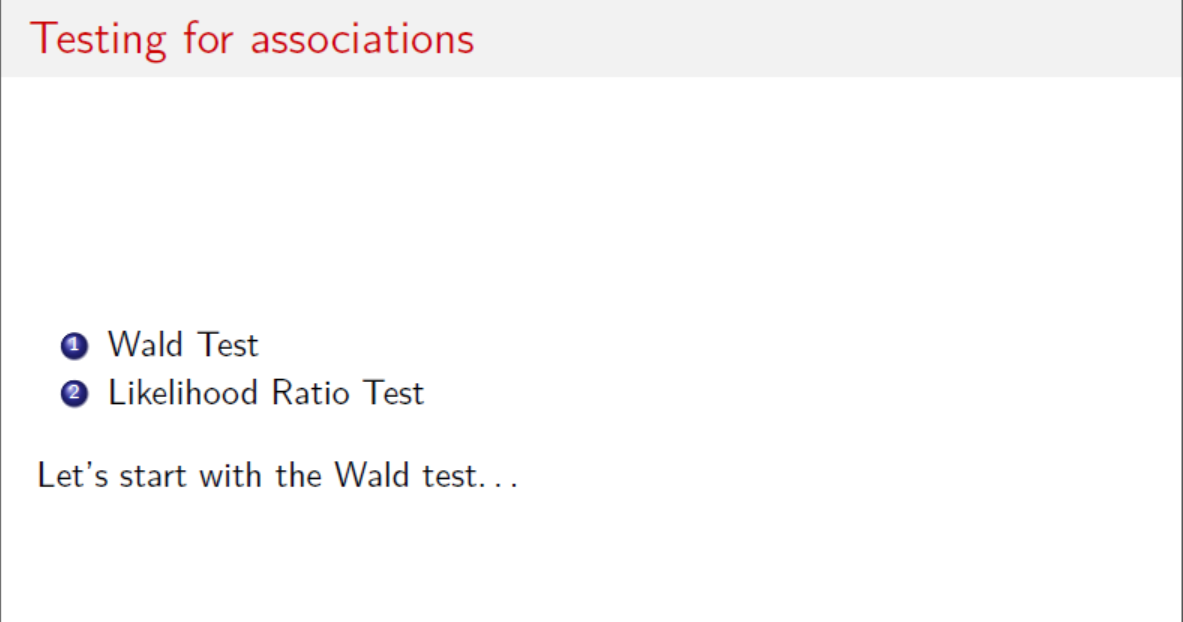 Testing for associations
1 Wald Test
2 Likelihood Ratio Test
Let's start with the Wald test...